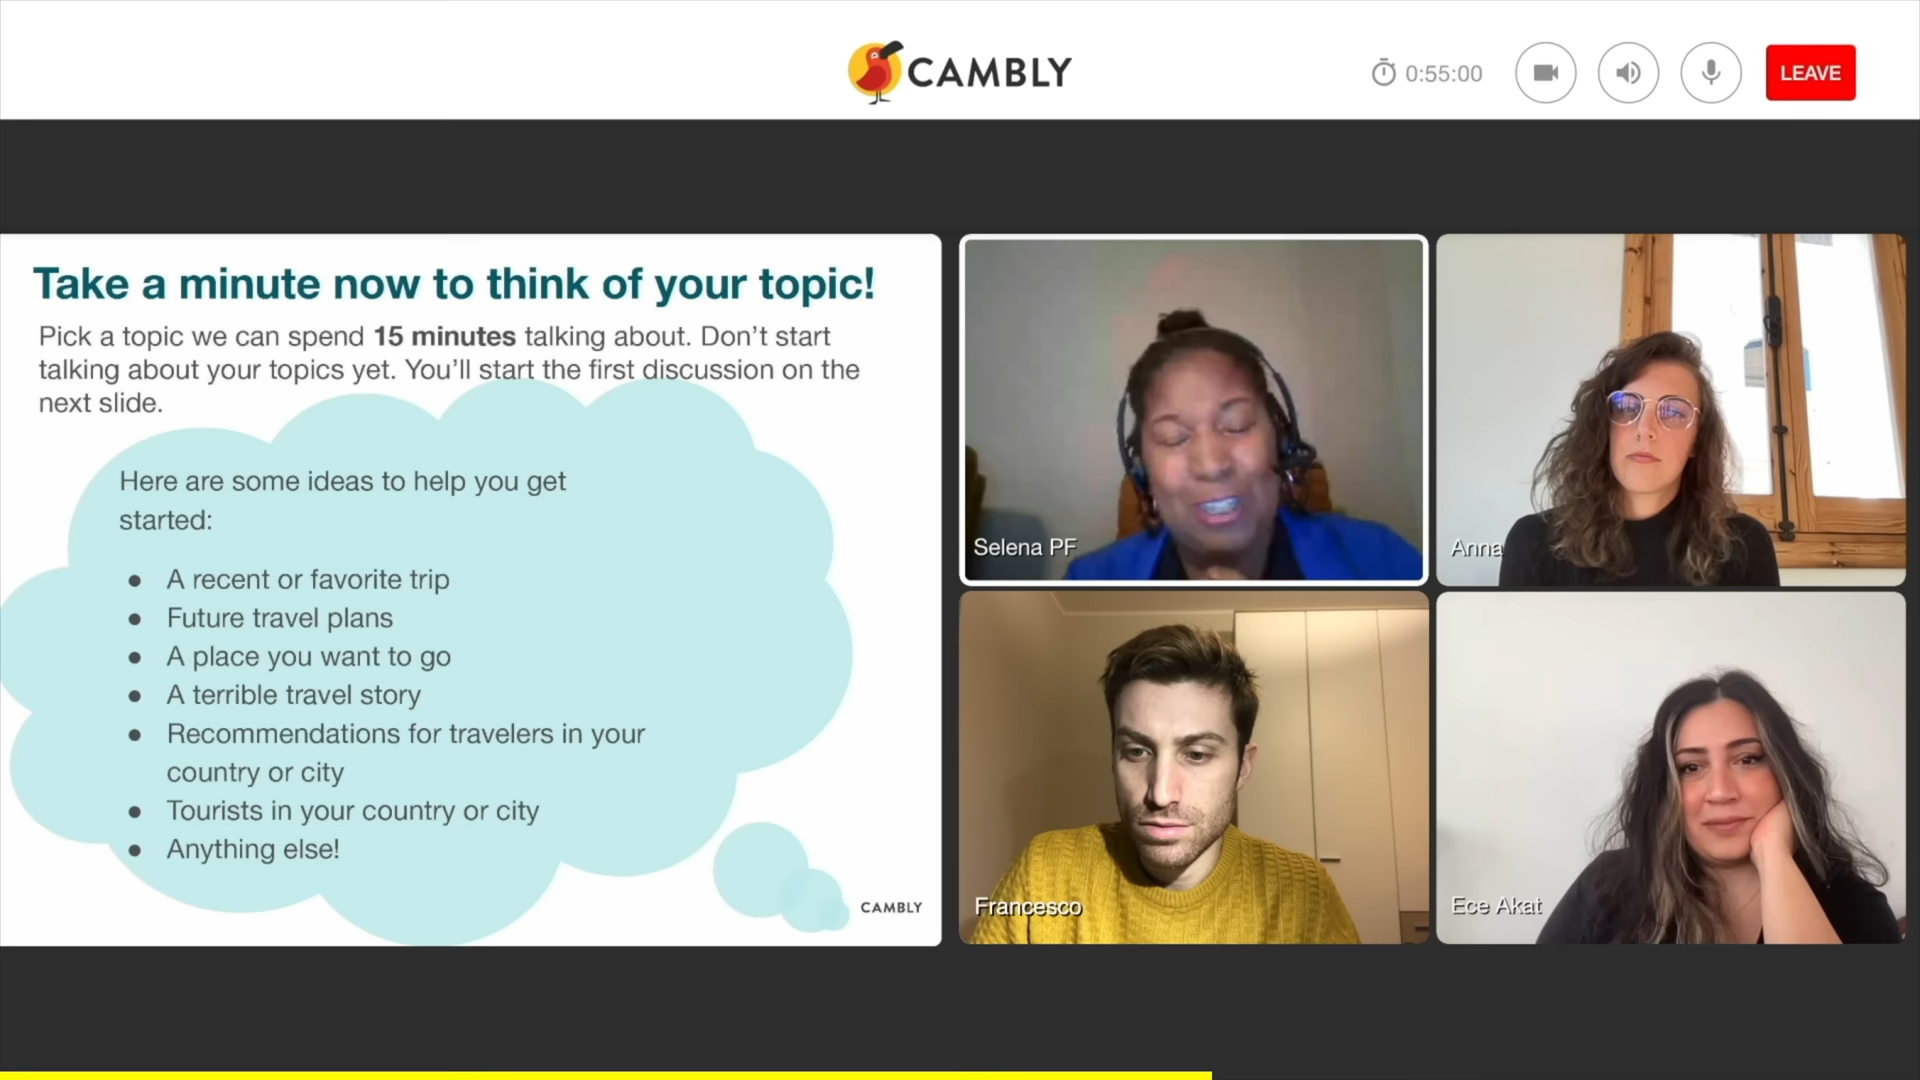 CAMBLY
0:55:00
LEAVE
Take a minute now to think of your topic!
Pick a topic we can spend 15 minutes talking about. Don’t start
talking about your topics yet. You’ll start the first discussion on the
next slide.
Here are some ideas to help you get
started:
● A recent or favorite trip
● Future travel plans
● A place you want to go
● A terrible travel story
● Recommendations for travelers in your
country or city
● Tourists in your country or city
● Anything else!
CAMBLY
Selena PF
Anna
Francesco
Ece Akat